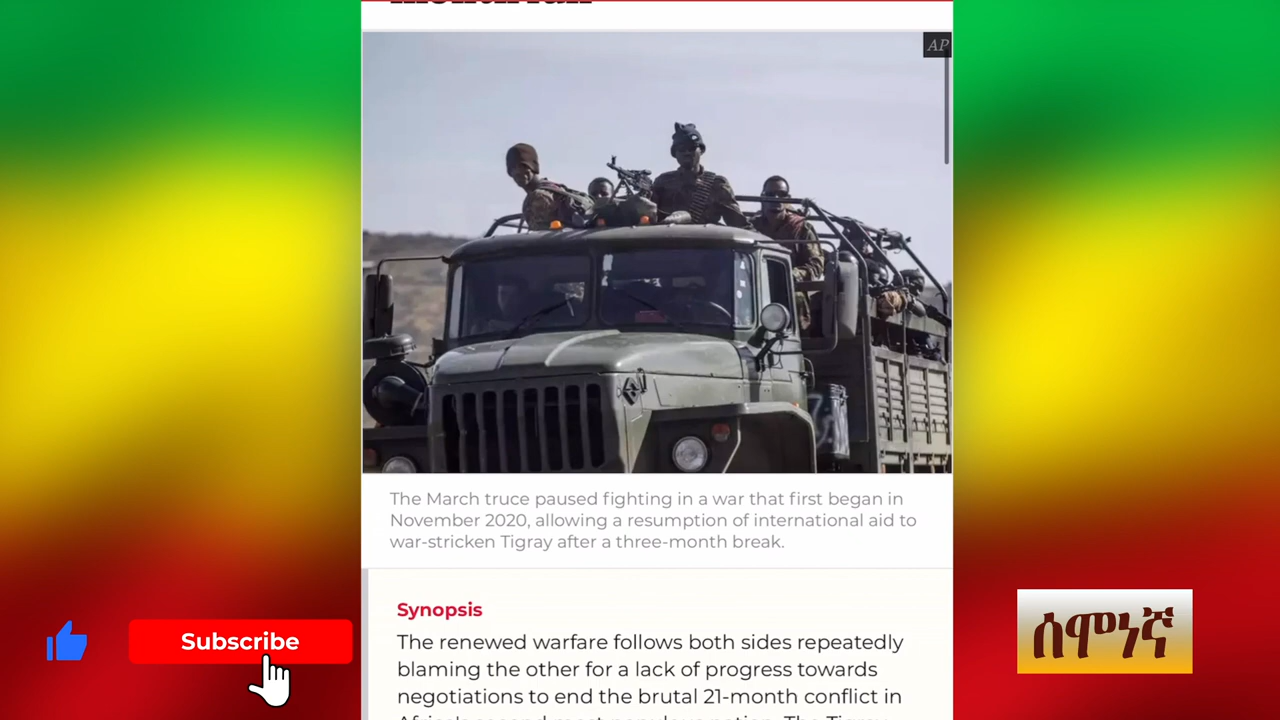 AP
The March truce paused fighting in a war that first began in
November 2020, allowing a resumption of international aid to
war-stricken Tigray after a three-month break.
Synopsis
The renewed warfare follows both sides repeatedly
blaming the other for a lack of progress towards
negotiations to end the brutal 21-month conflict in
Subscribe
ሰሞነኛ